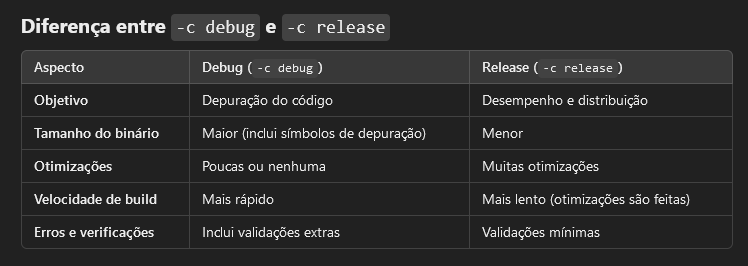 Diferença entre -c debug e -c release
Aspecto Debug ( -c debug ) Release ( -c release )
Objetivo Depuração do código Desempenho e distribuição
Tamanho do binário Maior (inclui símbolos de depuração) Menor
Otimizações Poucas ou nenhuma Muitas otimizações
Velocidade de build Mais rápido Mais lento (otimizações são feitas)
Erros e verificações Inclui validações extras Validações mínimas